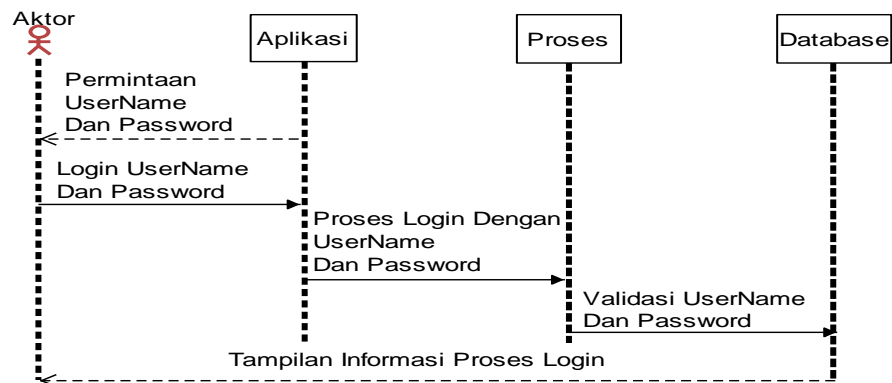 Aktor
Aplikasi
Proses
Database
Permintaan
UserName
Dan Password
Login UserName
Dan Password
Proses Login Dengan
UserName
Dan Password
Validasi UserName
Dan Password
Tampilan Informasi Proses Login